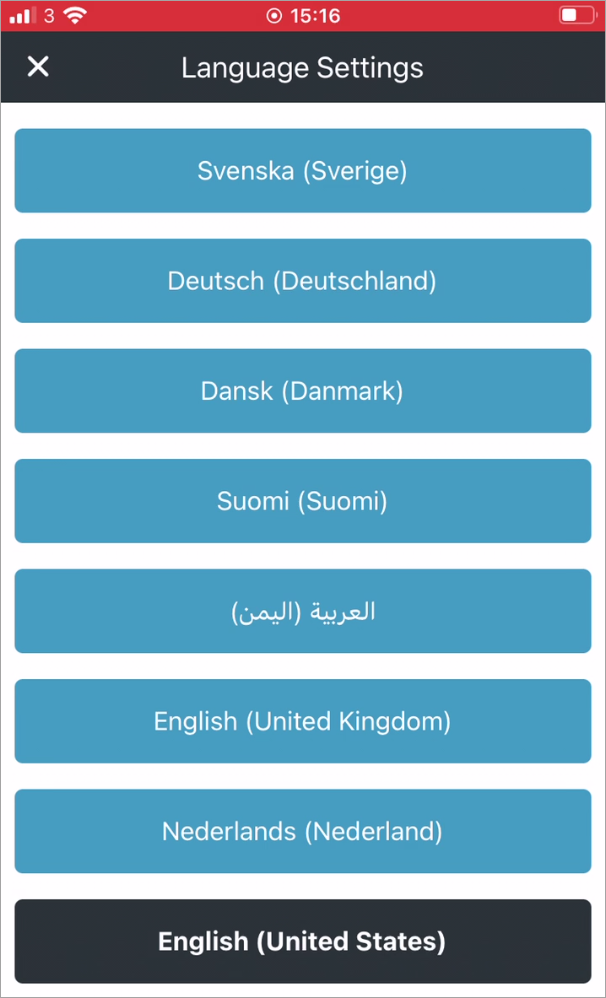 3 15:16
Language Settings
Svenska (Sverige)
Deutsch (Deutschland)
Dansk (Danmark)
Suomi (Suomi)
العربية (اليمن)
English (United Kingdom)
Nederlands (Nederland)
English (United States)